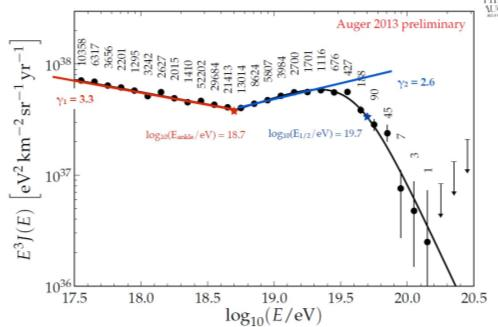 Auger 2013 preliminary
10³⁸
10358 6317 3656 2201 1295 3242 2627 2015 1410 52202 29684 21413 13014 8624 5807 3984 2700 1701 1116 676 427 188 90 45 7 3 1
γ₁ = 3.3
γ₂ = 2.6
log₁₀(E_ankle/eV) = 18.7
log₁₀(E₁/₂/eV) = 19.7
10³⁷
10³⁶
E³J(E) [eV² km⁻² sr⁻¹ yr⁻¹]
17.5 18.0 18.5 19.0 19.5 20.0 20.5
log₁₀(E/eV)